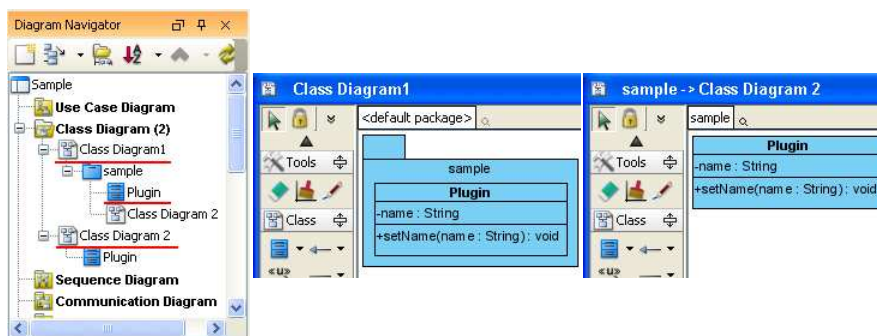 Diagram Navigator
Sample
Use Case Diagram
Class Diagram (2)
Class Diagram1
sample
Plugin
Class Diagram 2
Class Diagram 2
Plugin
Sequence Diagram
Communication Diagram
Class Diagram1
<default package>
Tools
Class
«u»
sample
Plugin
-name : String
+setName(name : String) : void
sample -> Class Diagram 2
sample
Tools
Class
«u»
Plugin
-name : String
+setName(name : String) : void